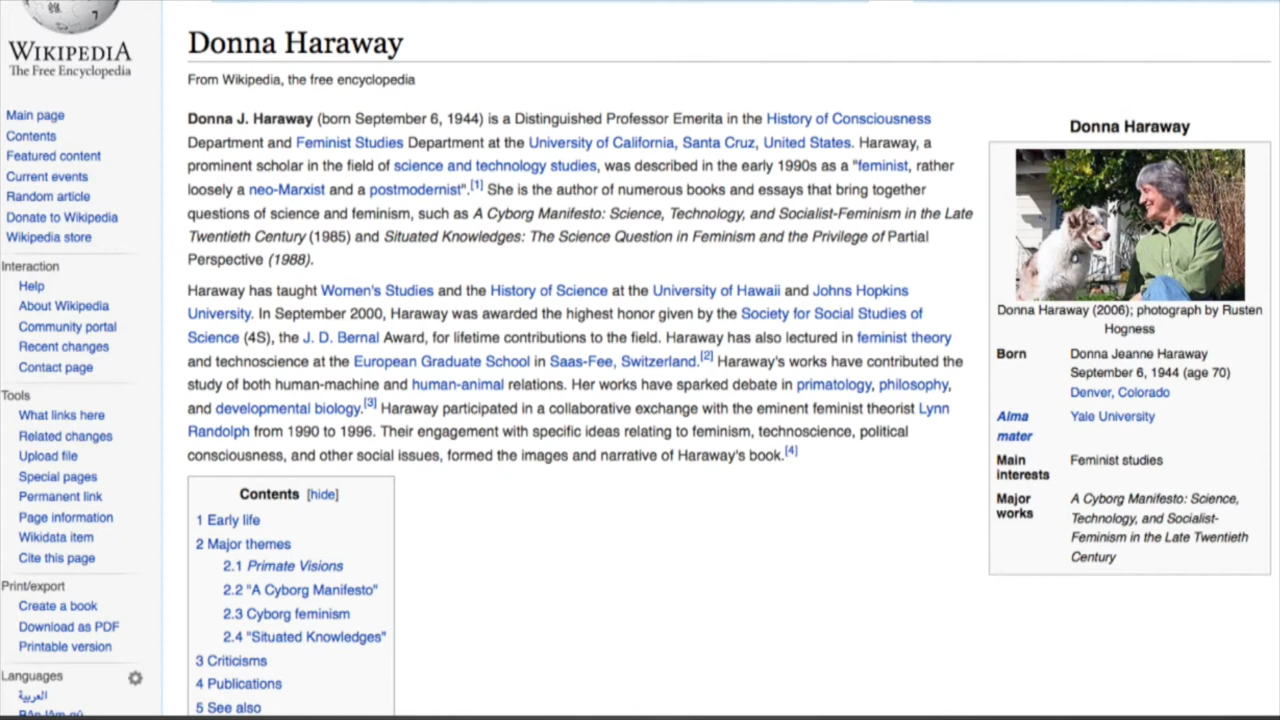 WIKIPEDIA
The Free Encyclopedia
Main page
Contents
Featured content
Current events
Random article
Donate to Wikipedia
Wikipedia store
Interaction
Help
About Wikipedia
Community portal
Recent changes
Contact page
Tools
What links here
Related changes
Upload file
Special pages
Permanent link
Page information
Wikidata item
Cite this page
Print/export
Create a book
Download as PDF
Printable version
Languages
العربية
Donna Haraway
From Wikipedia, the free encyclopedia
Donna J. Haraway (born September 6, 1944) is a Distinguished Professor Emerita in the History of Consciousness
Department and Feminist Studies Department at the University of California, Santa Cruz, United States. Haraway, a
prominent scholar in the field of science and technology studies, was described in the early 1990s as a "feminist, rather
loosely a neo-Marxist and a postmodernist".[1] She is the author of numerous books and essays that bring together
questions of science and feminism, such as A Cyborg Manifesto: Science, Technology, and Socialist-Feminism in the Late
Twentieth Century (1985) and Situated Knowledges: The Science Question in Feminism and the Privilege of Partial
Perspective (1988).
Haraway has taught Women's Studies and the History of Science at the University of Hawaii and Johns Hopkins
University. In September 2000, Haraway was awarded the highest honor given by the Society for Social Studies of
Science (4S), the J. D. Bernal Award, for lifetime contributions to the field. Haraway has also lectured in feminist theory
and technoscience at the European Graduate School in Saas-Fee, Switzerland.[2] Haraway's works have contributed the
study of both human-machine and human-animal relations. Her works have sparked debate in primatology, philosophy,
and developmental biology.[3] Haraway participated in a collaborative exchange with the eminent feminist theorist Lynn
Randolph from 1990 to 1996. Their engagement with specific ideas relating to feminism, technoscience, political
consciousness, and other social issues, formed the images and narrative of Haraway's book.[4]
Contents [hide]
1 Early life
2 Major themes
2.1 Primate Visions
2.2 "A Cyborg Manifesto"
2.3 Cyborg feminism
2.4 "Situated Knowledges"
3 Criticisms
4 Publications
5 See also
Donna Haraway
Donna Haraway (2006); photograph by Rusten
Hogness
Born Donna Jeanne Haraway
September 6, 1944 (age 70)
Denver, Colorado
Alma Yale University
mater
Main Feminist studies
interests
Major A Cyborg Manifesto: Science,
works Technology, and Socialist-
Feminism in the Late Twentieth
Century